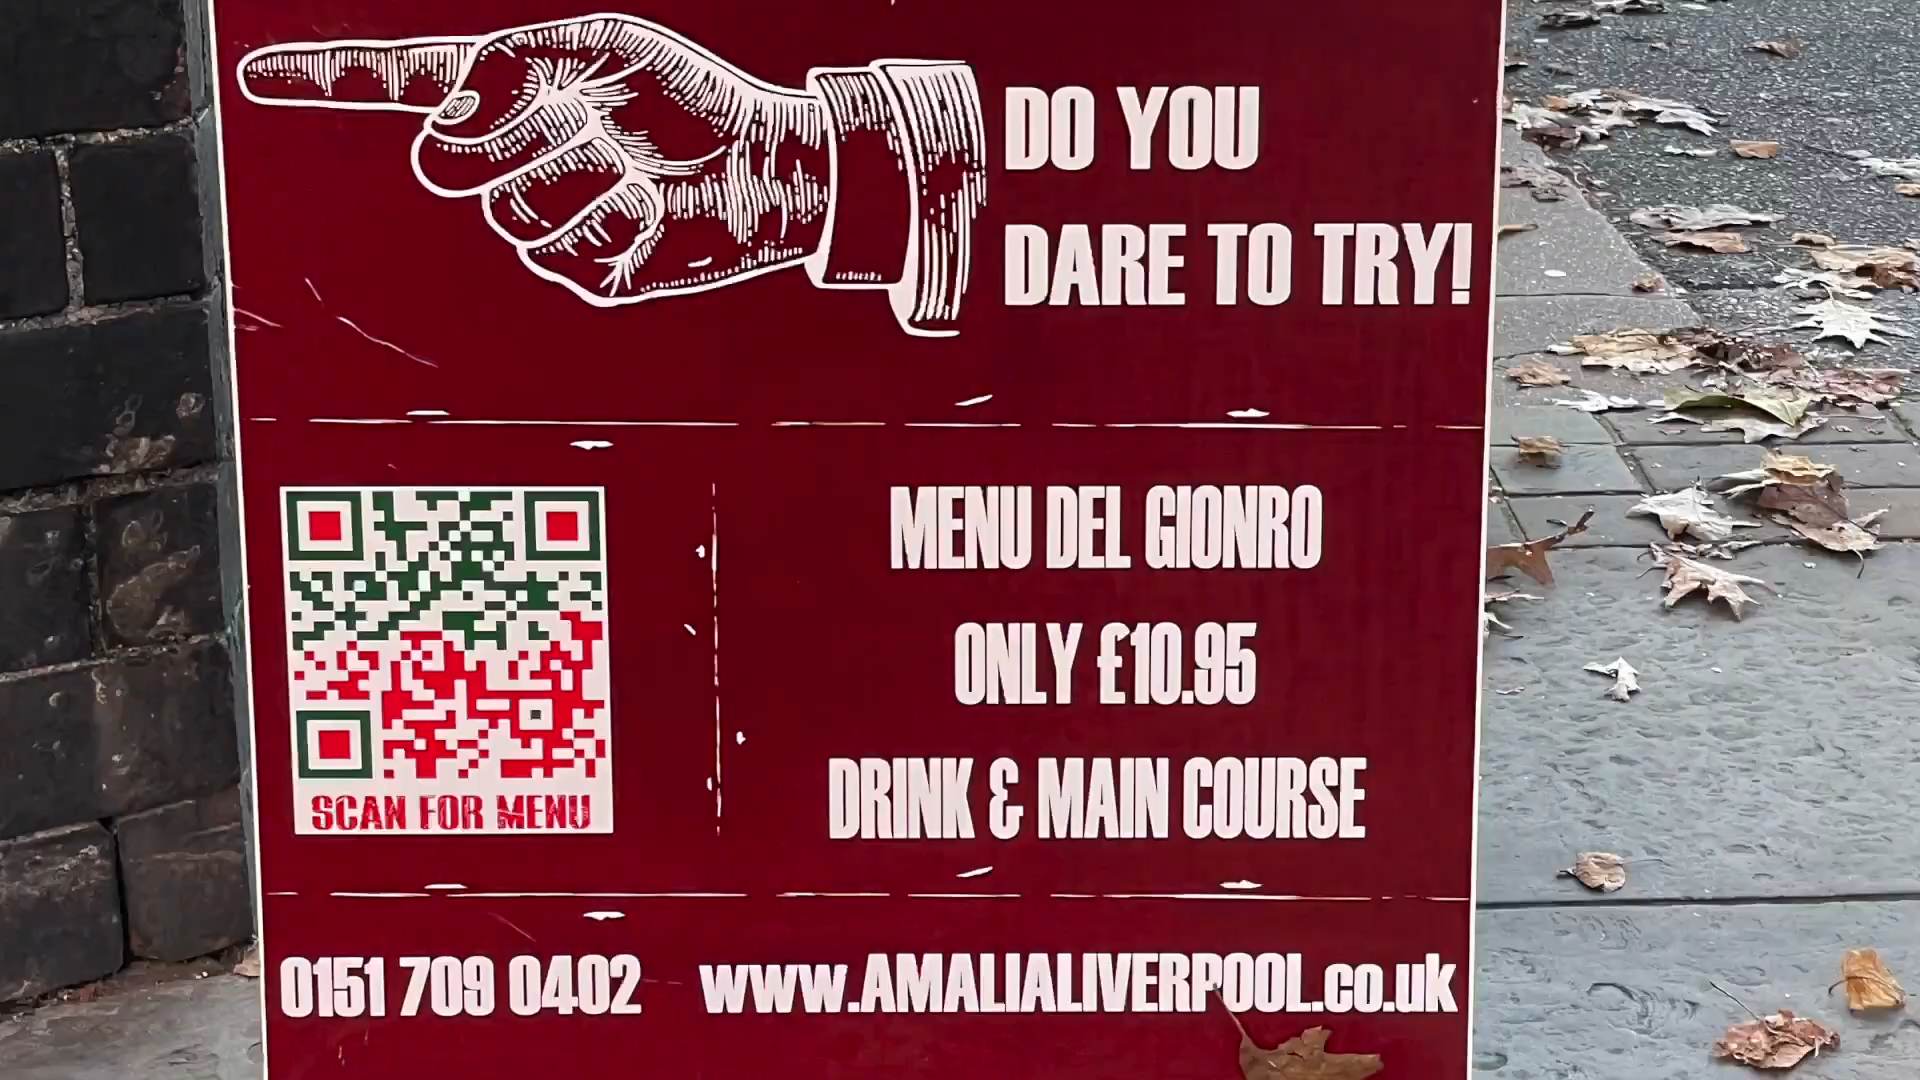 DO YOU
DARE TO TRY!
MENU DEL GIONRO
ONLY £10.95
DRINK & MAIN COURSE
SCAN FOR MENU
0151 709 0402
www.AMALIALIVERPOOL.co.uk